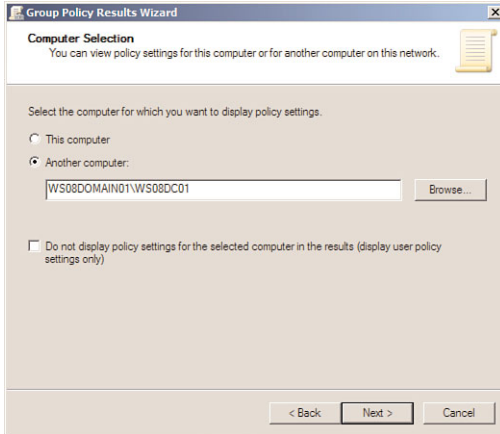 Group Policy Results Wizard
Computer Selection
You can view policy settings for this computer or for another computer on this network.
Select the computer for which you want to display policy settings.
This computer
Another computer:
WS08DOMAIN01\WS08DC01
Browse...
Do not display policy settings for the selected computer in the results (display user policy
settings only)
< Back
Next >
Cancel